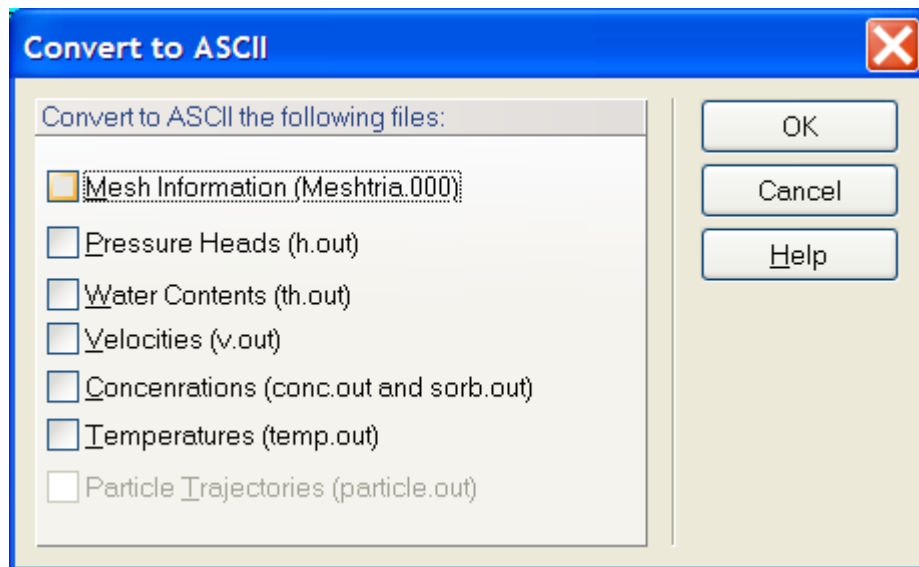 Convert to ASCII
Convert to ASCII the following files:
Mesh Information (Meshtria.000)
Pressure Heads (h.out)
Water Contents (th.out)
Velocities (v.out)
Concenrations (conc.out and sorb.out)
Temperatures (temp.out)
Particle Trajectories (particle.out)
OK
Cancel
Help